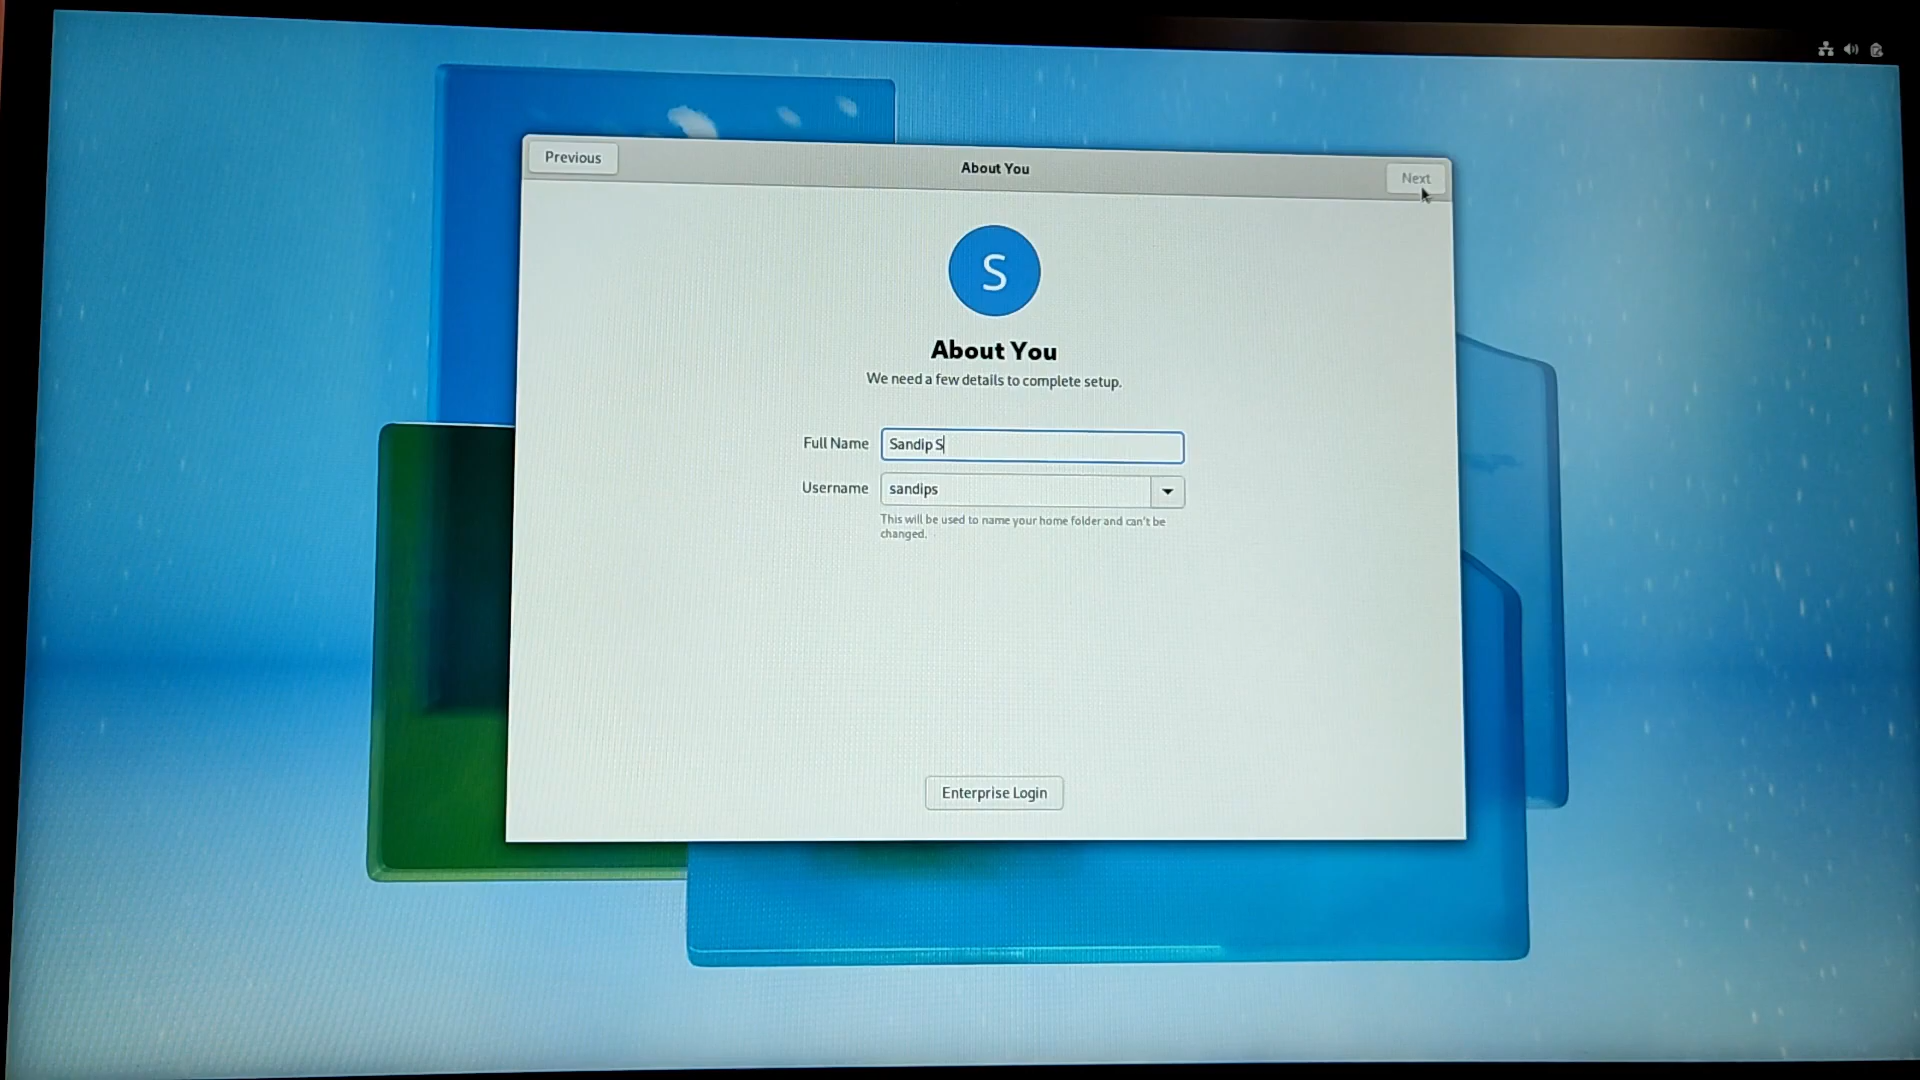 Previous
About You
Next
S
About You
We need a few details to complete setup.
Full Name
Sandip S
Username
sandips
This will be used to name your home folder and can't be
changed.
Enterprise Login